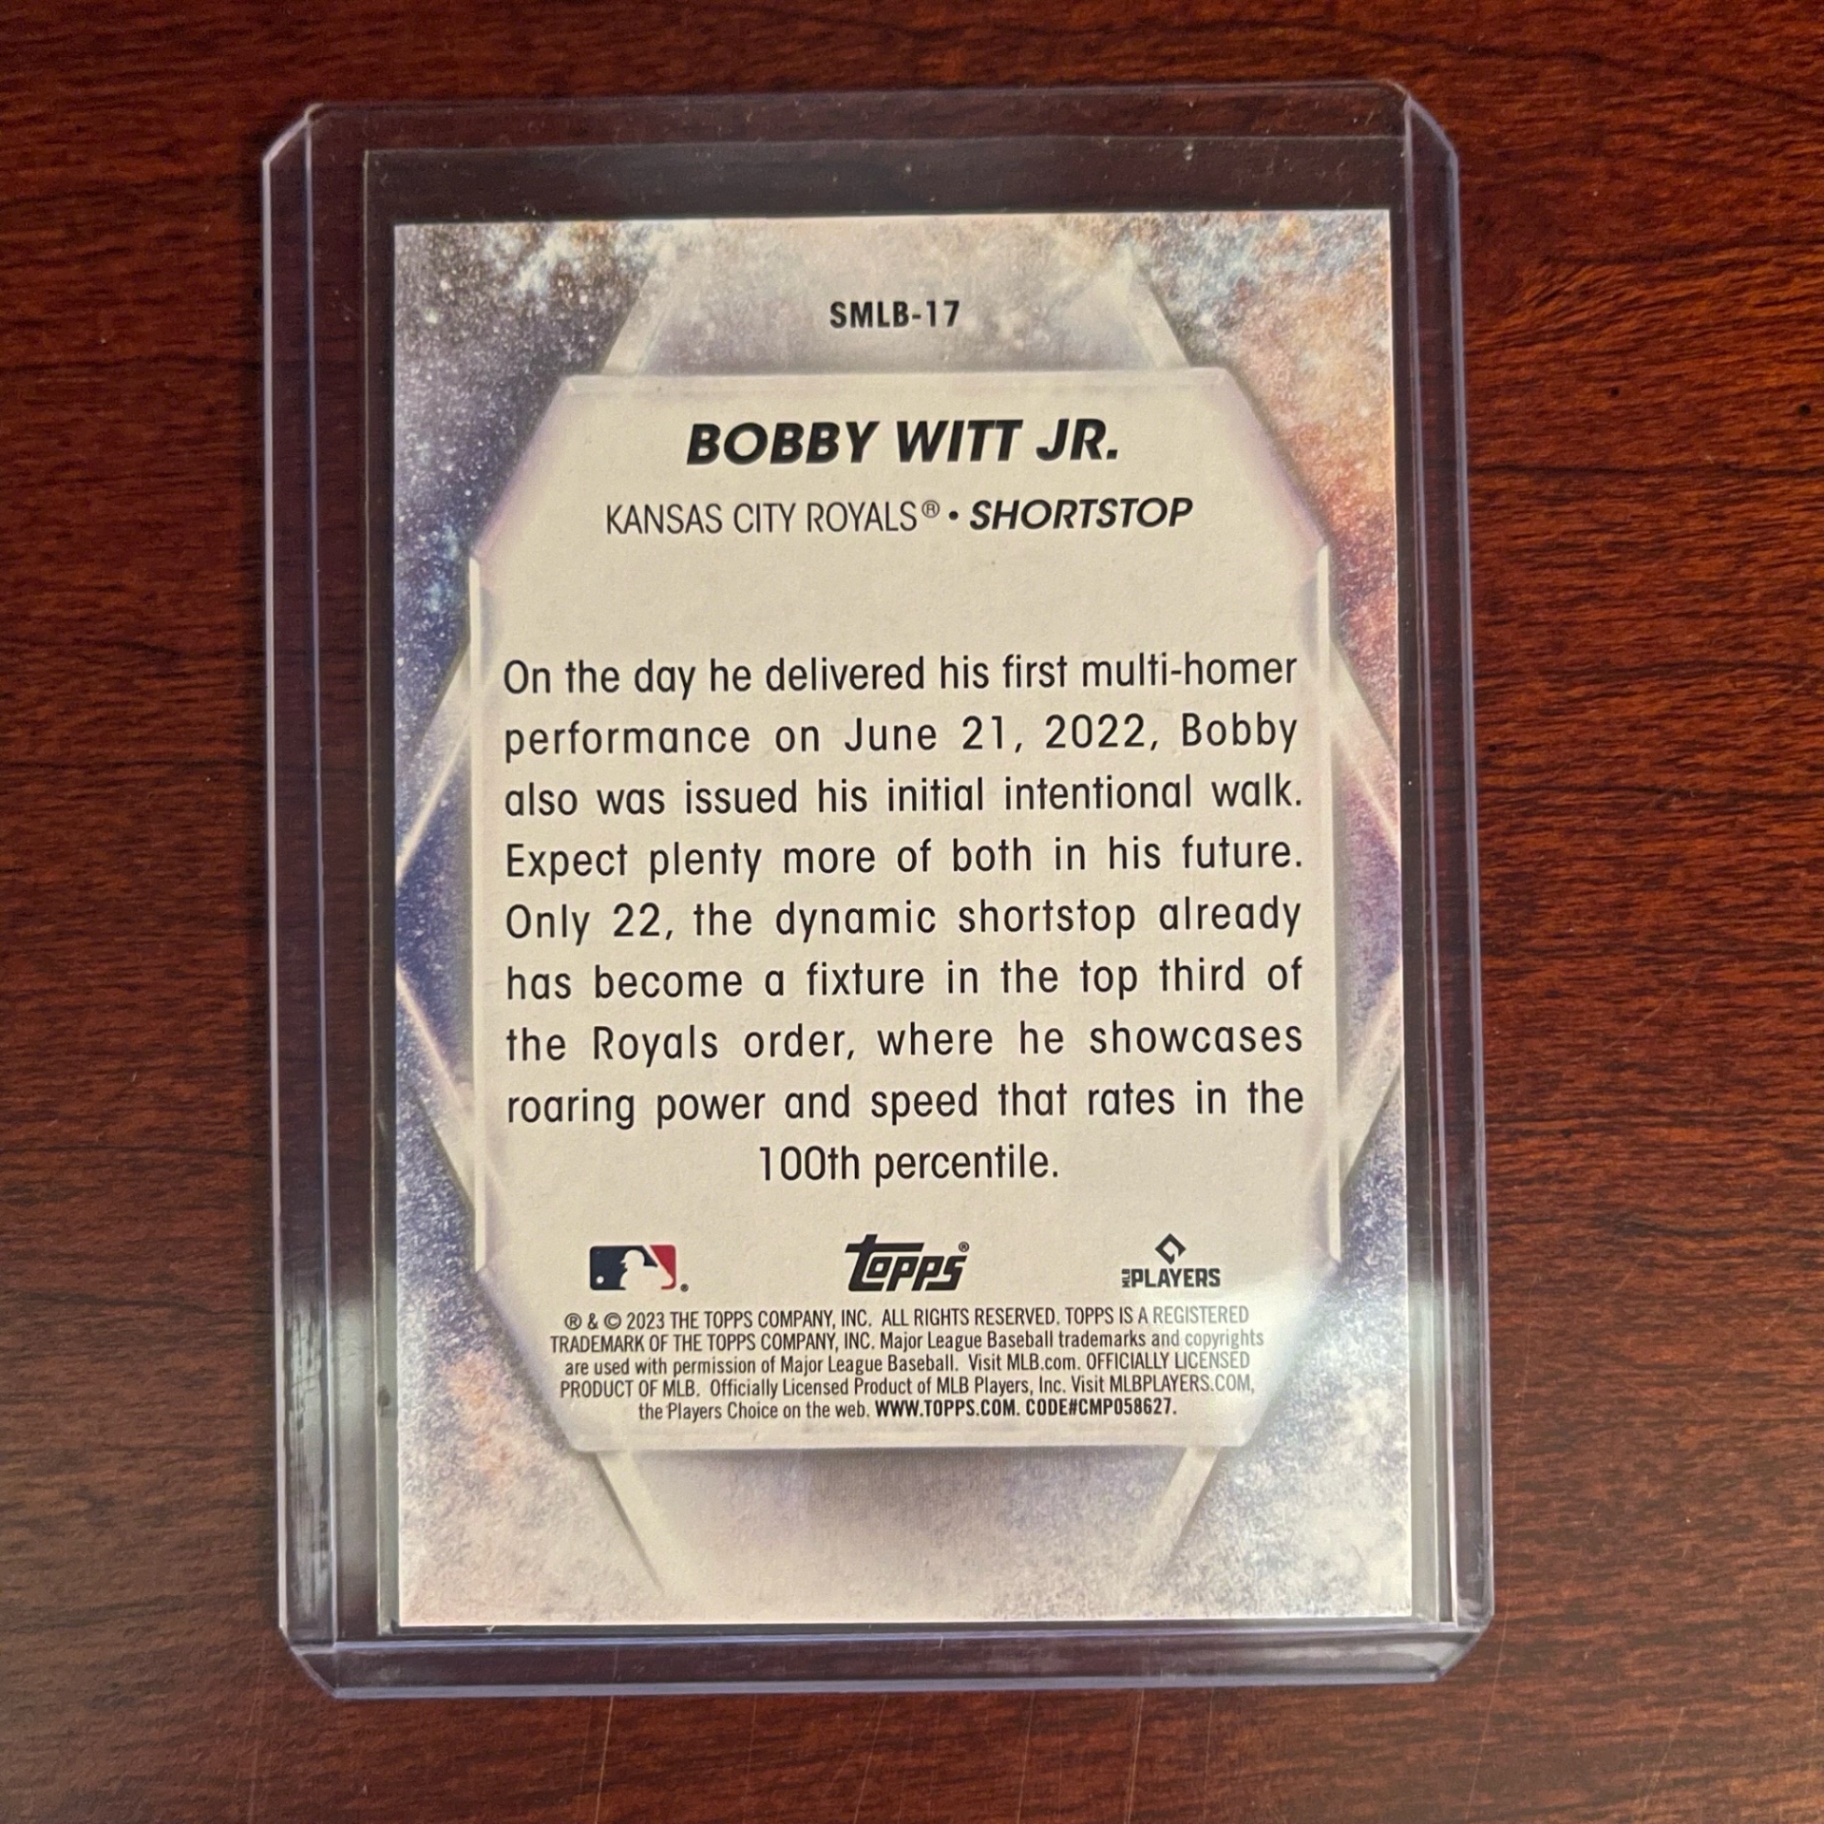 SMLB-17
BOBBY WITT JR.
KANSAS CITY ROYALS® • SHORTSTOP
On the day he delivered his first multi-homer
performance on June 21, 2022, Bobby
also was issued his initial intentional walk.
Expect plenty more of both in his future.
Only 22, the dynamic shortstop already
has become a fixture in the top third of
the Royals order, where he showcases
roaring power and speed that rates in the
100th percentile.
topps® MLB PLAYERS
® & © 2023 THE TOPPS COMPANY, INC. ALL RIGHTS RESERVED. TOPPS IS A REGISTERED
TRADEMARK OF THE TOPPS COMPANY, INC. Major League Baseball trademarks and copyrights
are used with permission of Major League Baseball. Visit MLB.com. OFFICIALLY LICENSED
PRODUCT OF MLB. Officially Licensed Product of MLB Players, Inc. Visit MLBPLAYERS.COM,
the Players Choice on the web. WWW.TOPPS.COM. CODE#CMP058627.